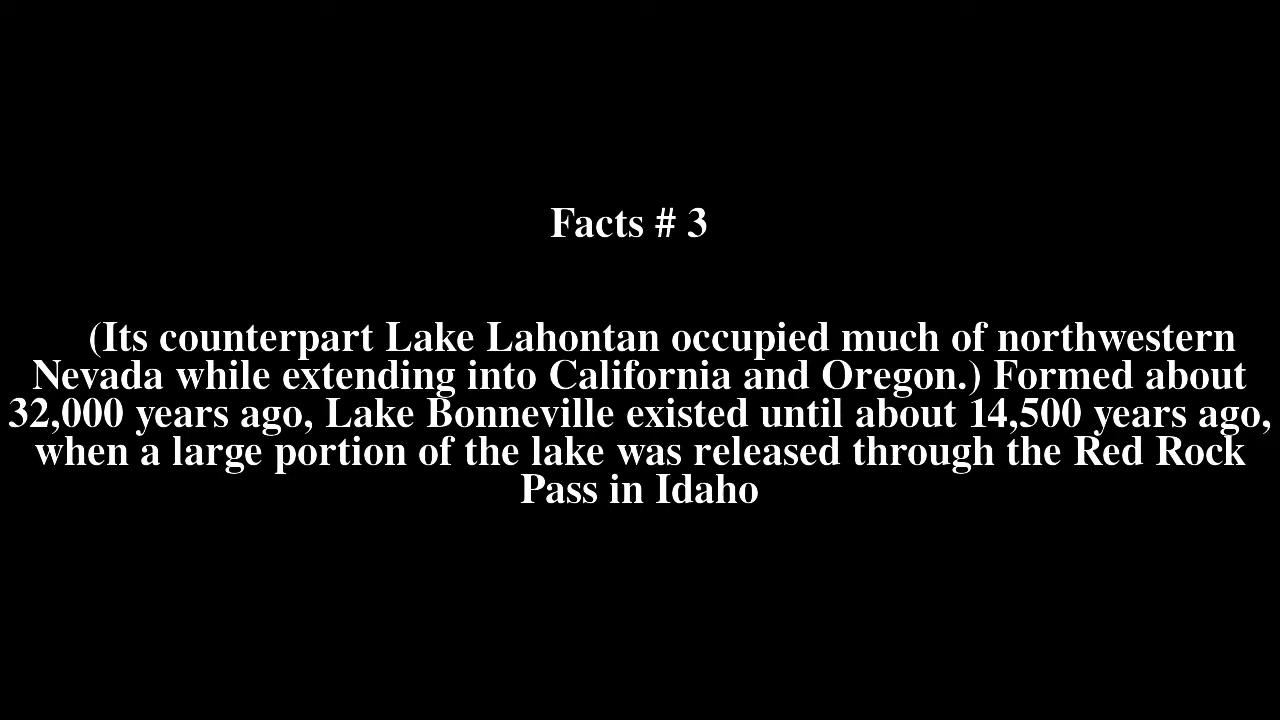 Facts # 3
(Its counterpart Lake Lahontan occupied much of northwestern
Nevada while extending into California and Oregon.) Formed about
32,000 years ago, Lake Bonneville existed until about 14,500 years ago,
when a large portion of the lake was released through the Red Rock
Pass in Idaho